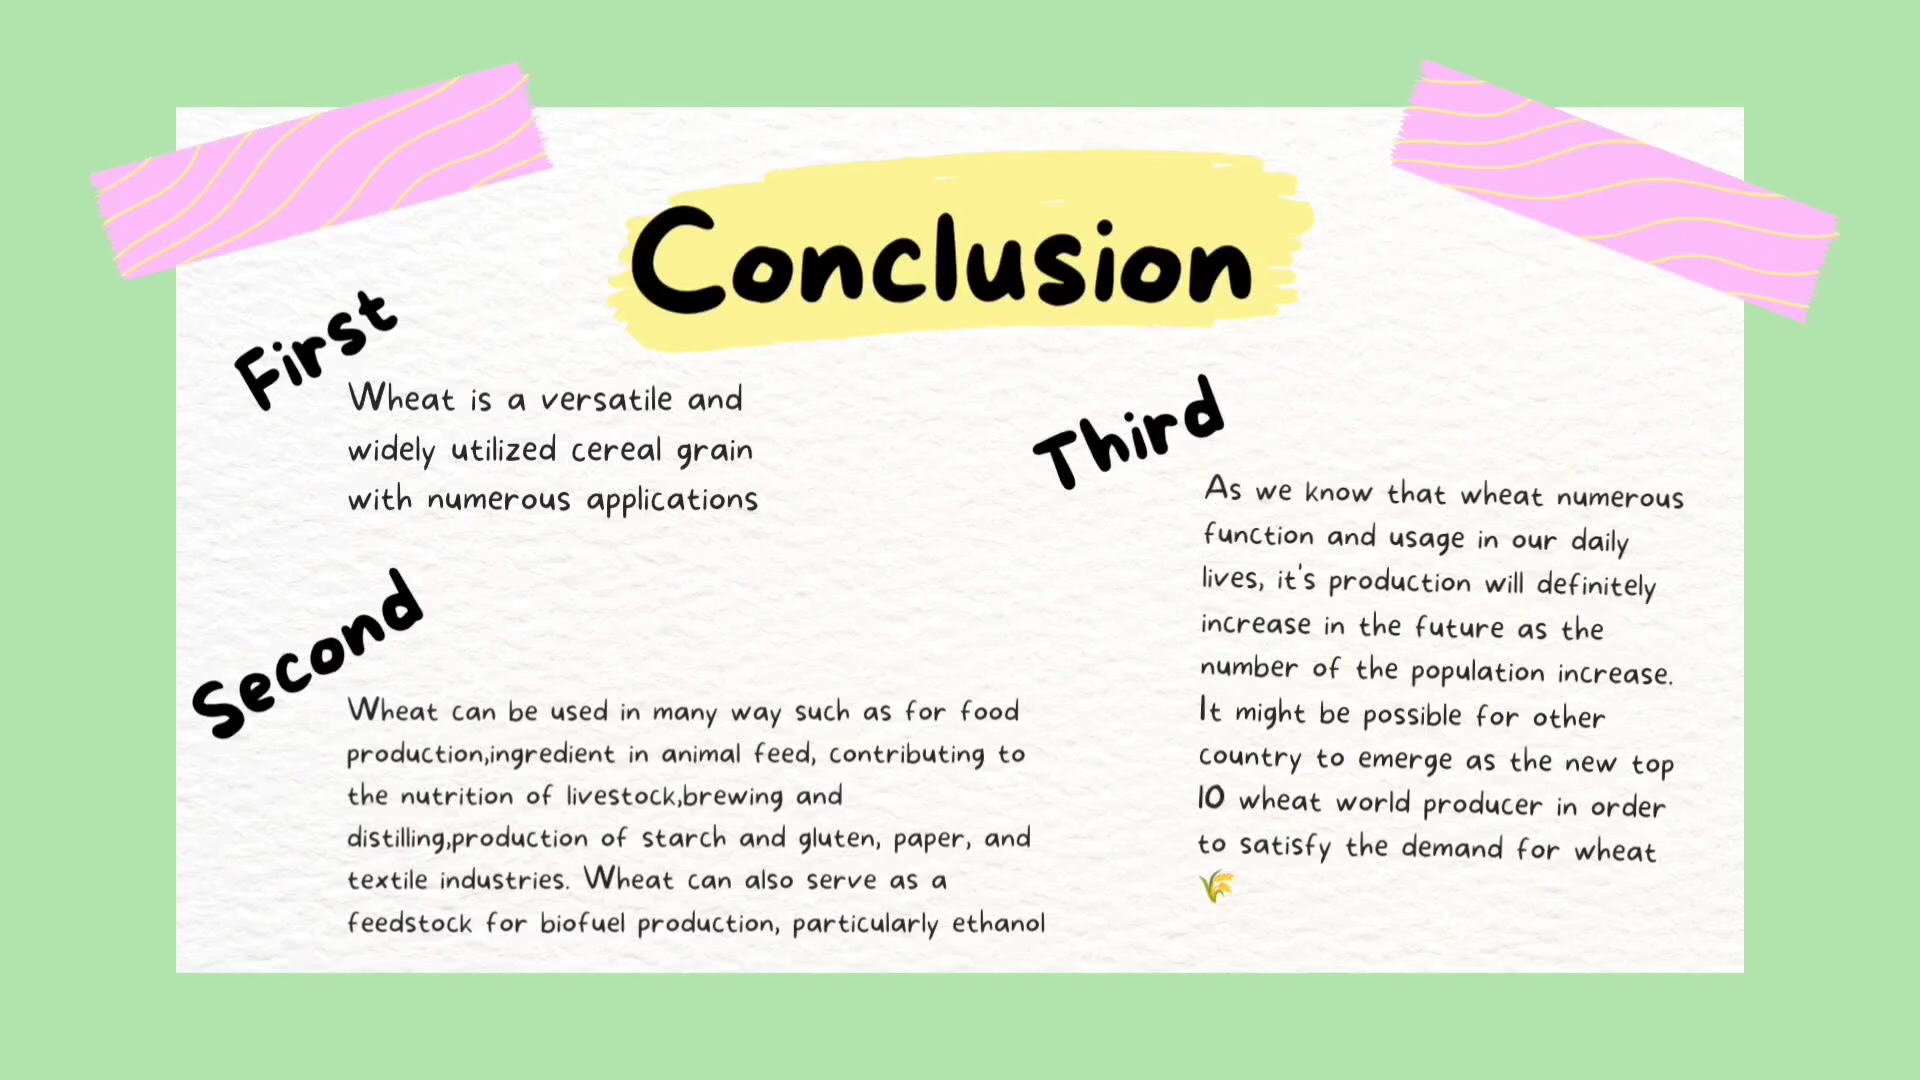 Conclusion
First
Wheat is a versatile and
widely utilized cereal grain
with numerous applications
Second
Wheat can be used in many way such as for food
production,ingredient in animal feed, contributing to
the nutrition of livestock,brewing and
distilling,production of starch and gluten, paper, and
textile industries. Wheat can also serve as a
feedstock for biofuel production, particularly ethanol
Third
As we know that wheat numerous
function and usage in our daily
lives, it's production will definitely
increase in the future as the
number of the population increase.
It might be possible for other
country to emerge as the new top
10 wheat world producer in order
to satisfy the demand for wheat
🌾